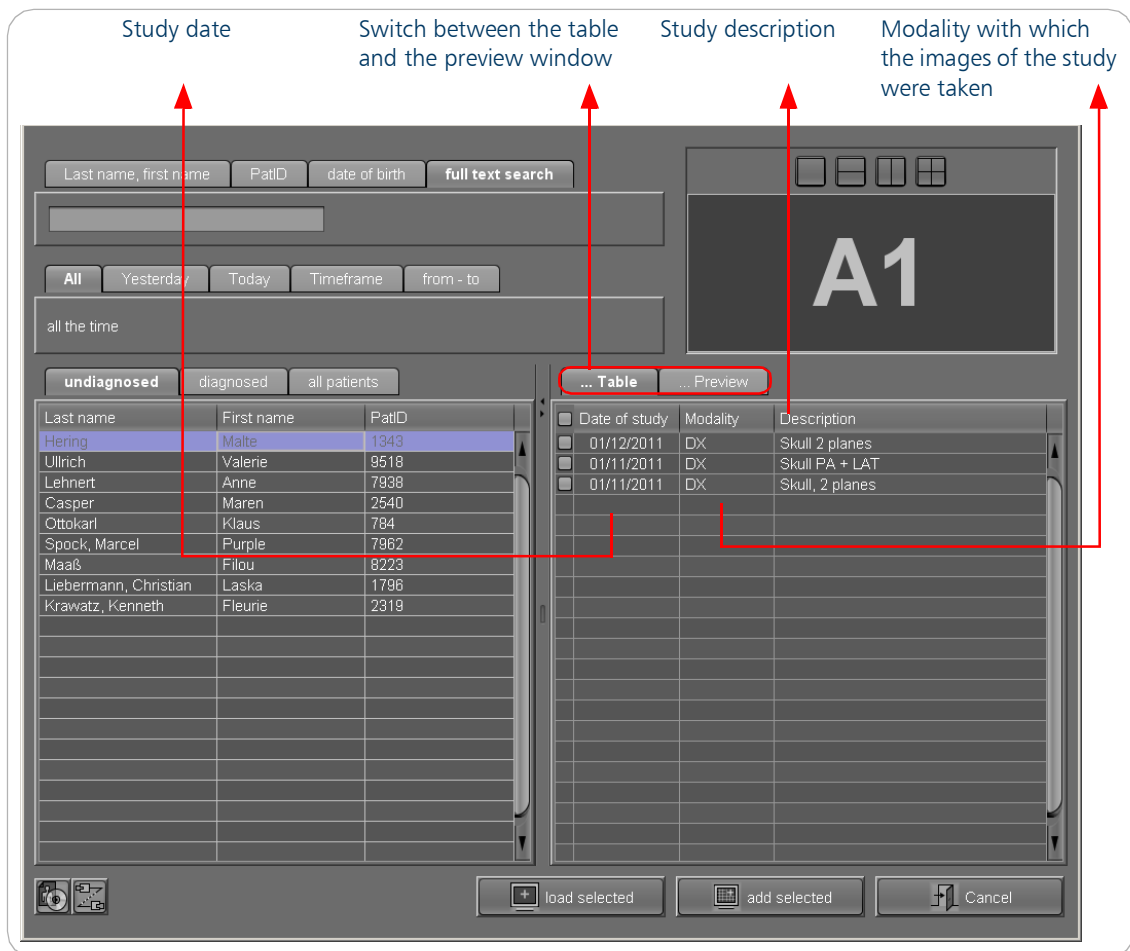 Study date
Switch between the table
and the preview window
Study description
Modality with which
the images of the study
were taken
Last name, first name PatID date of birth full text search
A1
All Yesterday Today Timeframe from - to
all the time
undiagnosed diagnosed all patients
... Table ... Preview
Last name First name PatID
Hering Malte 1343
Ullrich Valerie 9518
Lehnert Anne 7938
Casper Maren 2540
Ottokarl Klaus 784
Spock, Marcel Purple 7962
Maaß Filou 8223
Liebermann, Christian Laska 1796
Krawatz, Kenneth Fleurie 2319
Date of study Modality Description
01/12/2011 DX Skull 2 planes
01/11/2011 DX Skull PA + LAT
01/11/2011 DX Skull, 2 planes
load selected
add selected
Cancel